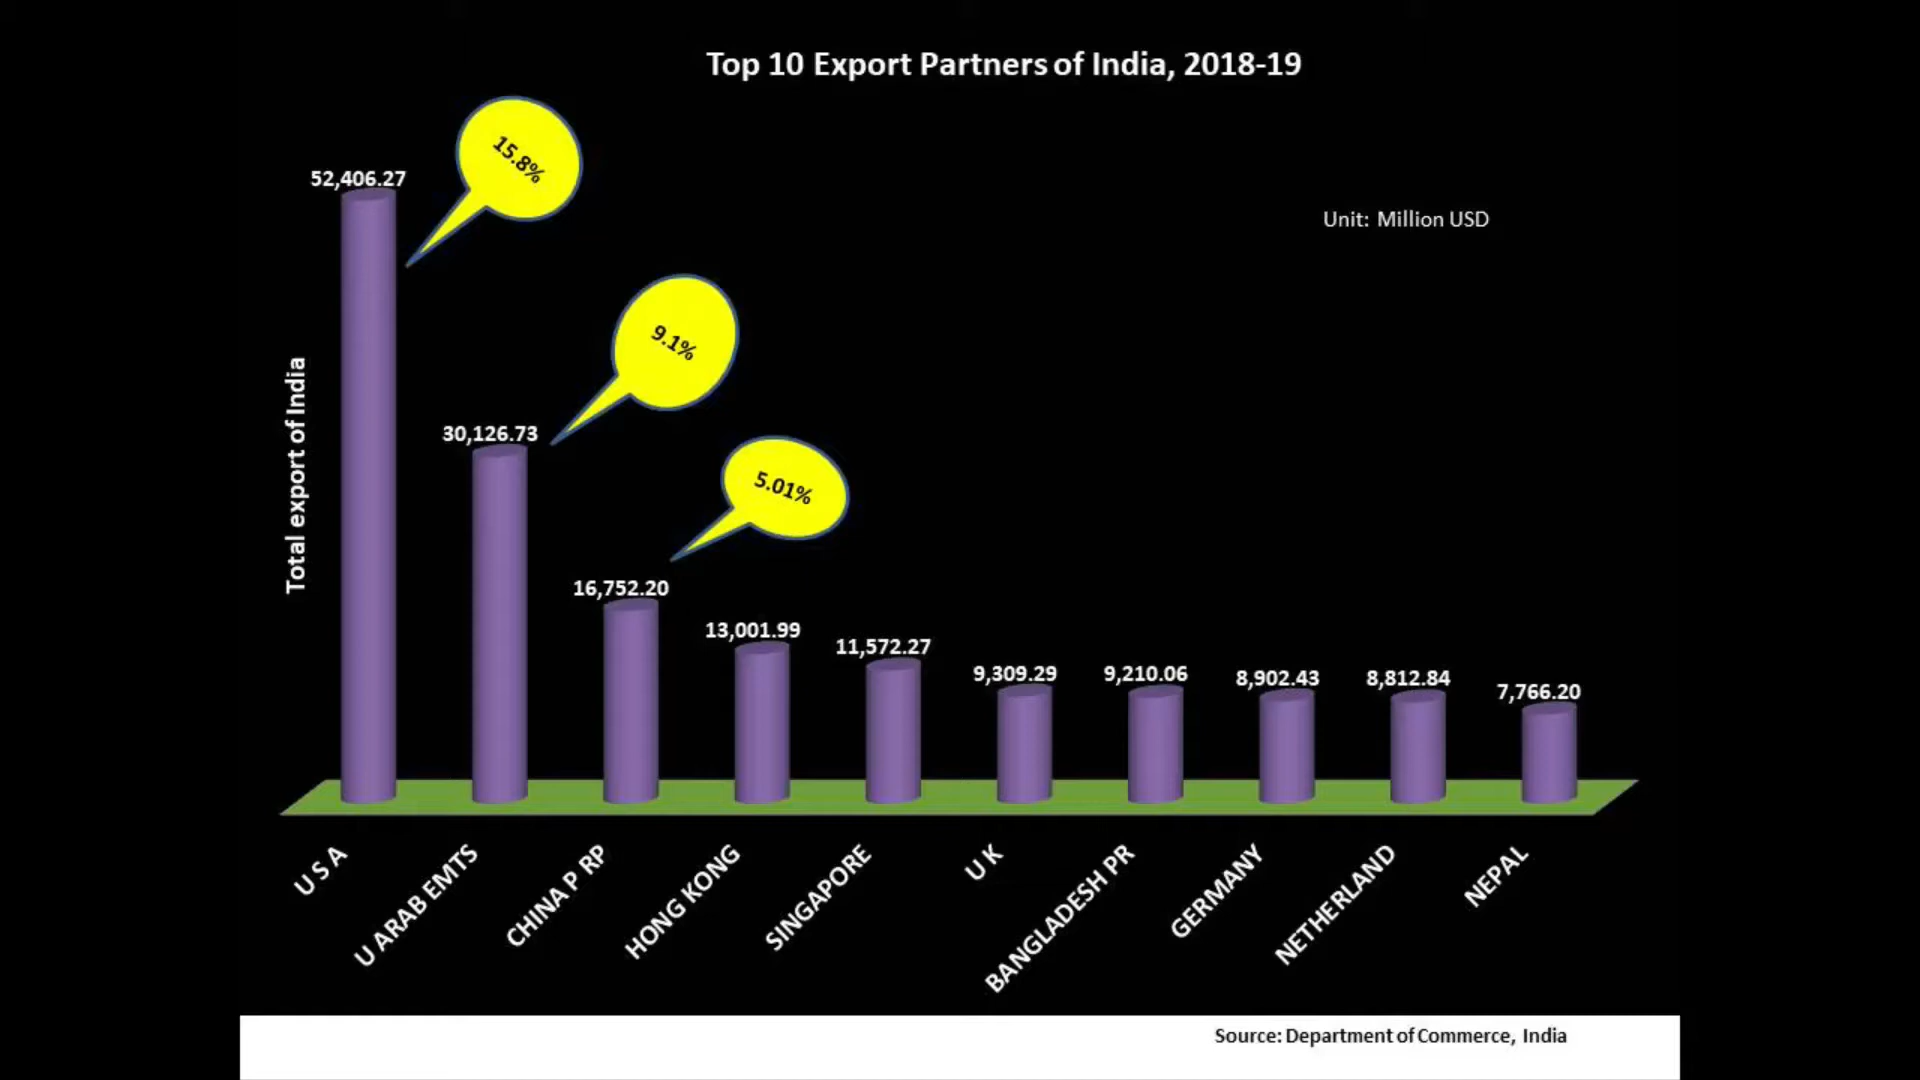 Top 10 Export Partners of India, 2018-19
15.8%
52,406.27
Unit: Million USD
9.1%
30,126.73
5.01%
Total export of India
16,752.20
13,001.99
11,572.27
9,309.29
9,210.06
8,902.43
8,812.84
7,766.20
U S A
U ARAB EMTS
CHINA P RP
HONG KONG
SINGAPORE
U K
BANGLADESH PR
GERMANY
NETHERLAND
NEPAL
Source: Department of Commerce, India